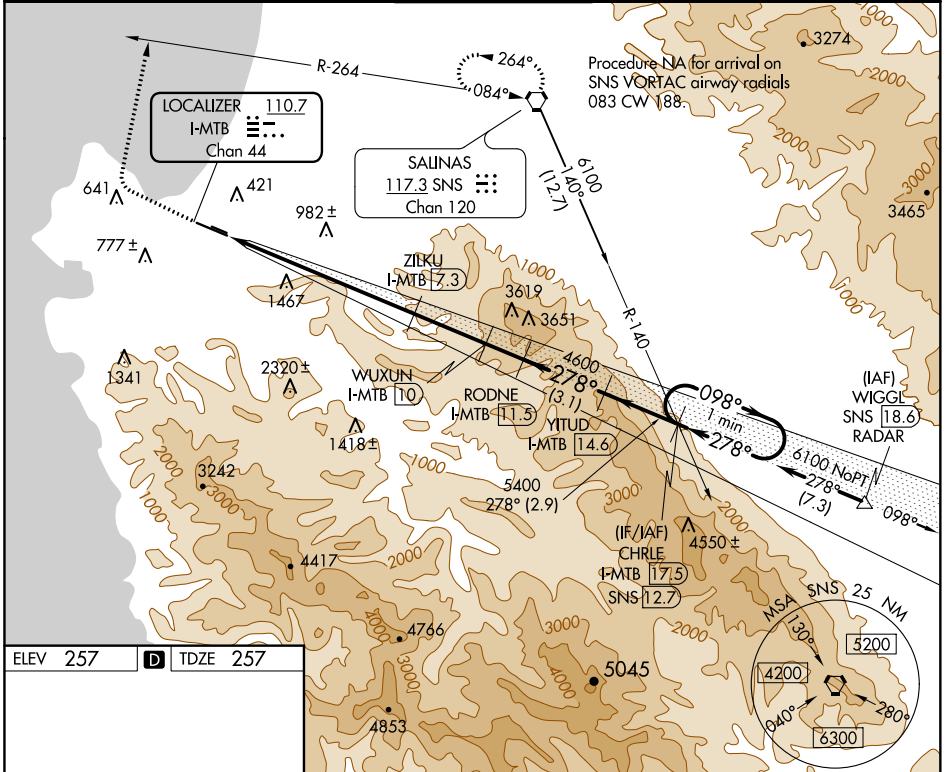 3274
1000
2000
R-264
264°
084°
Procedure NA for arrival on
SNS VORTAC airway radials
083 CW 188.
LOCALIZER 110.7
I-MTB
Chan 44
SALINAS
117.3 SNS
Chan 120
6100
140°
(12.7)
2000
3000
3465
641
421
982 ±
777 ±
1000
ZILKU
I-MTB 7.3
1467
3619
3651
R-140
4600
278°
(3.1)
1341
2320 ±
WUXUN
I-MTB 10
RODNE
I-MTB 11.5
YITUD
I-MTB 14.6
098°
1 min
278°
(IAF)
WIGGL
SNS 18.6
RADAR
6100 NoPT
278°
(7.3)
098°
1418 ±
1000
2000
3000
1000
3242
5400
278° (2.9)
3000
2000
4550 ±
(IF/IAF)
CHRLE
I-MTB 17.5
SNS 12.7
2000
4417
4766
4000
3000
3000
4000
2000
1000
5045
4853
MSA SNS 25 NM
130°
5200
4200
040°
280°
6300
ELEV 257
D
TDZE 257